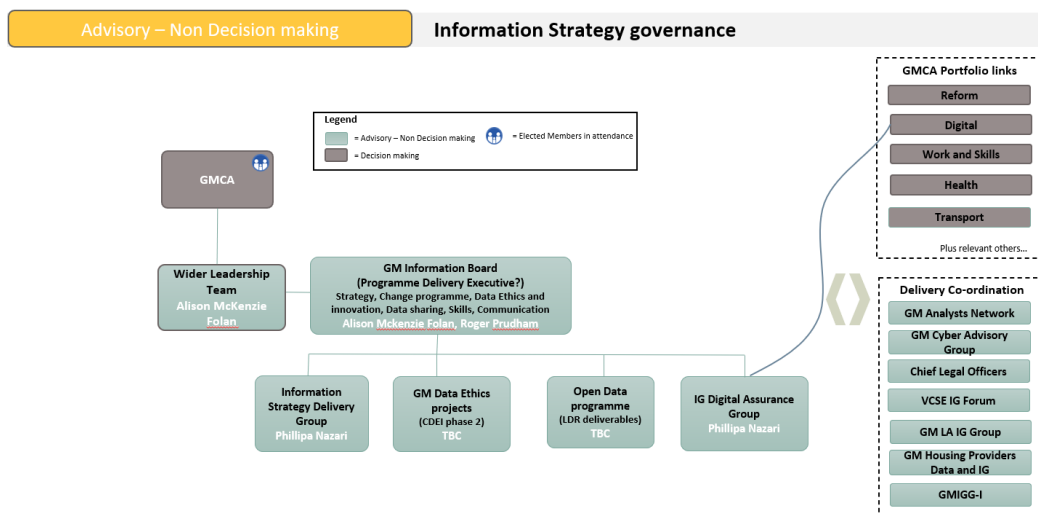 Advisory – Non Decision making
Information Strategy governance
Legend
= Advisory – Non Decision making
= Elected Members in attendance
= Decision making
GMCA
Wider Leadership
Team
Alison McKenzie
Folan
GM Information Board
(Programme Delivery Executive?)
Strategy, Change programme, Data Ethics and
innovation, Data sharing, Skills, Communication
Alison Mckenzie Folan, Roger Prudham
Information
Strategy Delivery
Group
Phillipa Nazari
GM Data Ethics
projects
(CDEI phase 2)
TBC
Open Data
programme
(LDR deliverables)
TBC
IG Digital Assurance
Group
Phillipa Nazari
GMCA Portfolio links
Reform
Digital
Work and Skills
Health
Transport
Plus relevant others...
Delivery Co-ordination
GM Analysts Network
GM Cyber Advisory
Group
Chief Legal Officers
VCSE IG Forum
GM LA IG Group
GM Housing Providers
Data and IG
GMIGG-I